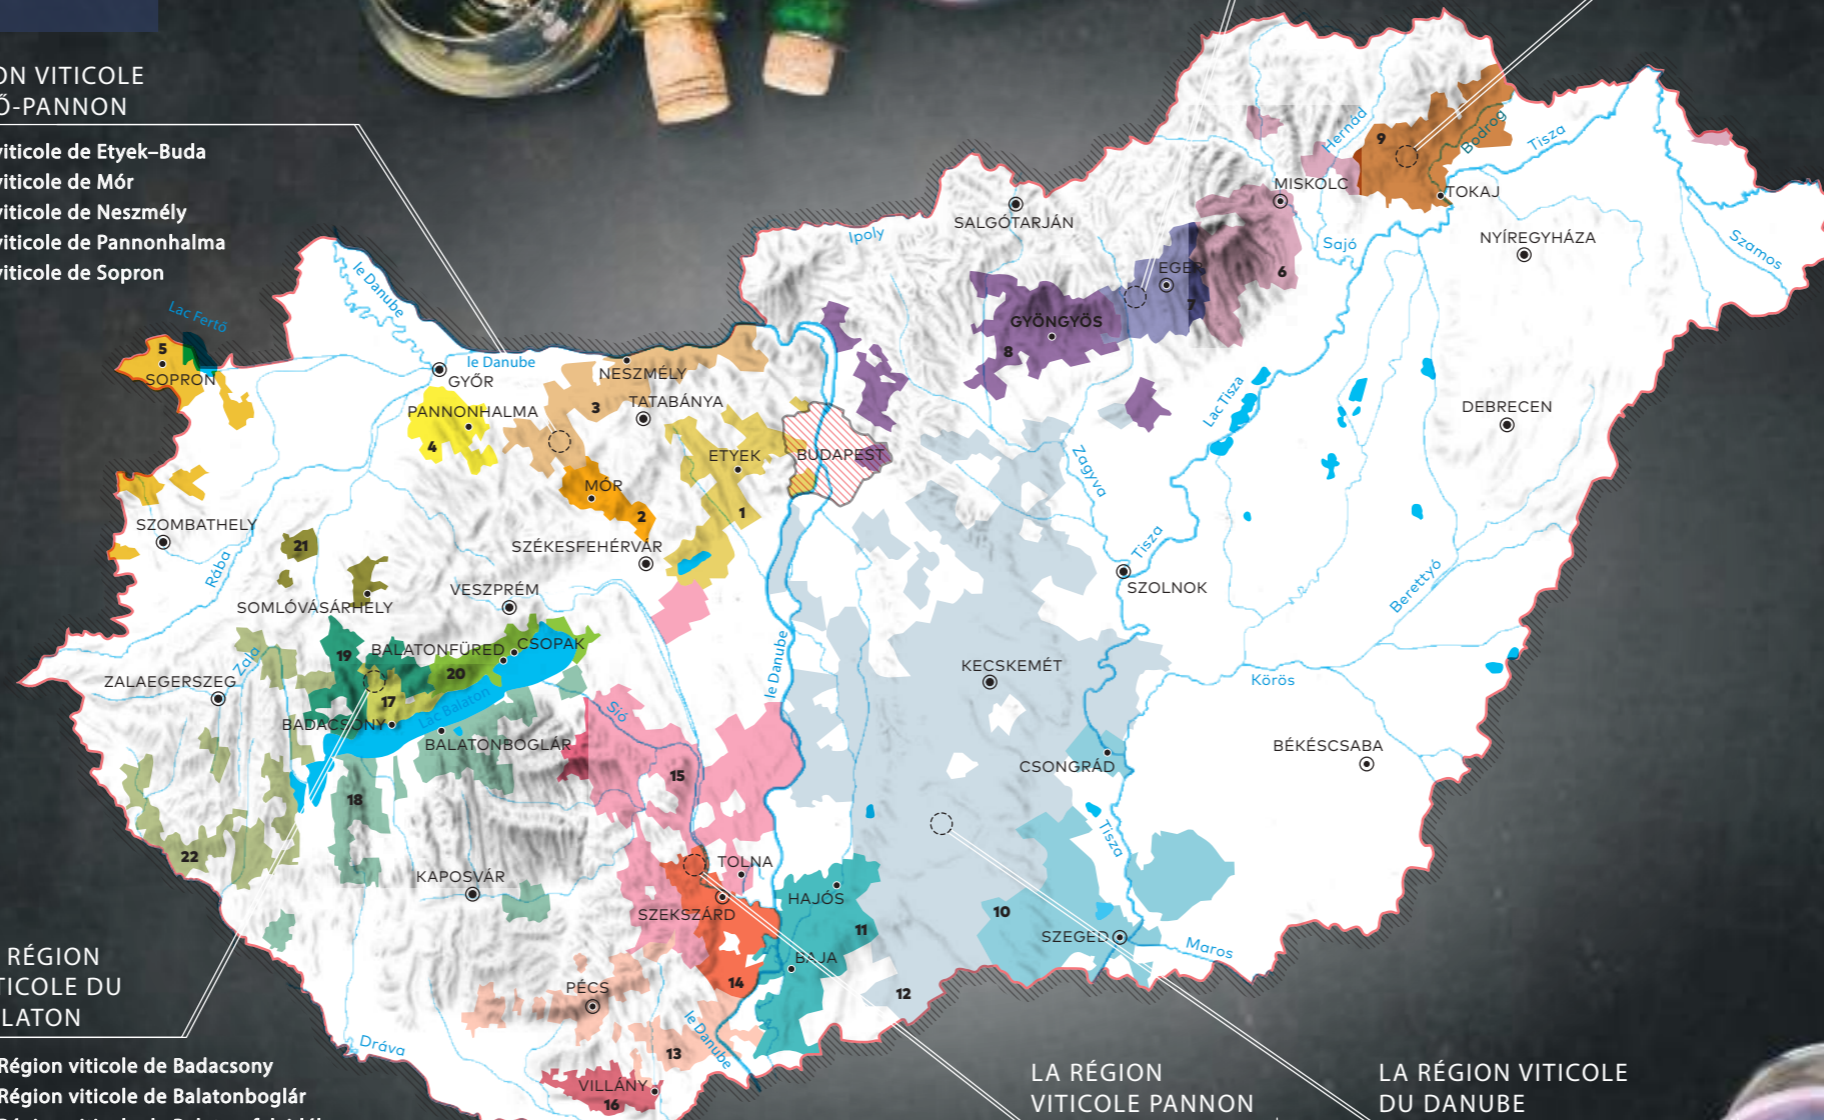 ON VITICOLE
Ő-PANNON
viticole de Etyek–Buda
viticole de Mór
viticole de Neszmély
viticole de Pannonhalma
viticole de Sopron
Lac Fertő
le Danube
5
SOPRON
GYŐR
le Danube
PANNONHALMA
4
NESZMÉLY
3
TATABÁNYA
ETYEK
BUDAPEST
MÓR
2
1
SZOMBATHELY
Rába
21
SZÉKESFEHÉRVÁR
SOMLÓVÁSÁRHELY
VESZPRÉM
19
BALATONFÜRED
CSOPAK
20
17
Zala
ZALAEGERSZEG
BADACSONY
Lac Balaton
BALATONBOGLÁR
Sió
le Danube
18
15
22
KAPOSVÁR
TOLNA
SZEKSZÁRD
14
HAJÓS
11
BAJA
PÉCS
13
le Danube
Dráva
VILLÁNY
16
12
Ipoly
SALGÓTARJÁN
GYÖNGYÖS
8
EGER
7
6
MISKOLC
Hernád
Sajó
9
Bodrog
Tisza
TOKAJ
NYÍREGYHÁZA
Szamos
Lac Tisza
DEBRECEN
Zagyva
Tisza
SZOLNOK
Berettyó
KECSKEMÉT
Körös
BÉKÉSCSABA
CSONGRÁD
Tisza
10
SZEGED
Maros
RÉGION
TICOLE DU
LATON
Région viticole de Badacsony
Région viticole de Balatonboglár
LA RÉGION
VITICOLE PANNON
LA RÉGION VITICOLE
DU DANUBE